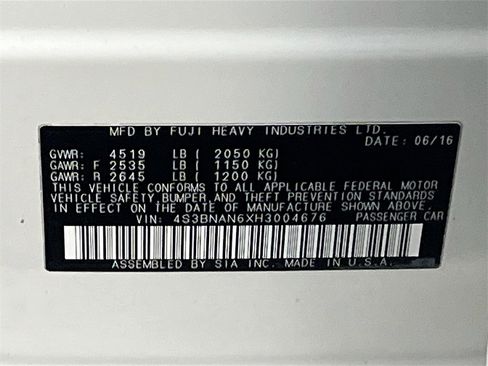 MFD BY FUJI HEAVY INDUSTRIES LTD.
DATE: 06/16
GVWR: 4519 LB ( 2050 KG)
GAWR: F 2535 LB ( 1150 KG)
GAWR: R 2645 LB ( 1200 KG)
THIS VEHICLE CONFORMS TO ALL APPLICABLE FEDERAL MOTOR
VEHICLE SAFETY, BUMPER, AND THEFT PREVENTION STANDARDS
IN EFFECT ON THE DATE OF MANUFACTURE SHOWN ABOVE.
VIN: 4S3BNAN6XH3004676 PASSENGER CAR
ASSEMBLED BY SIA INC. MADE IN U.S.A.